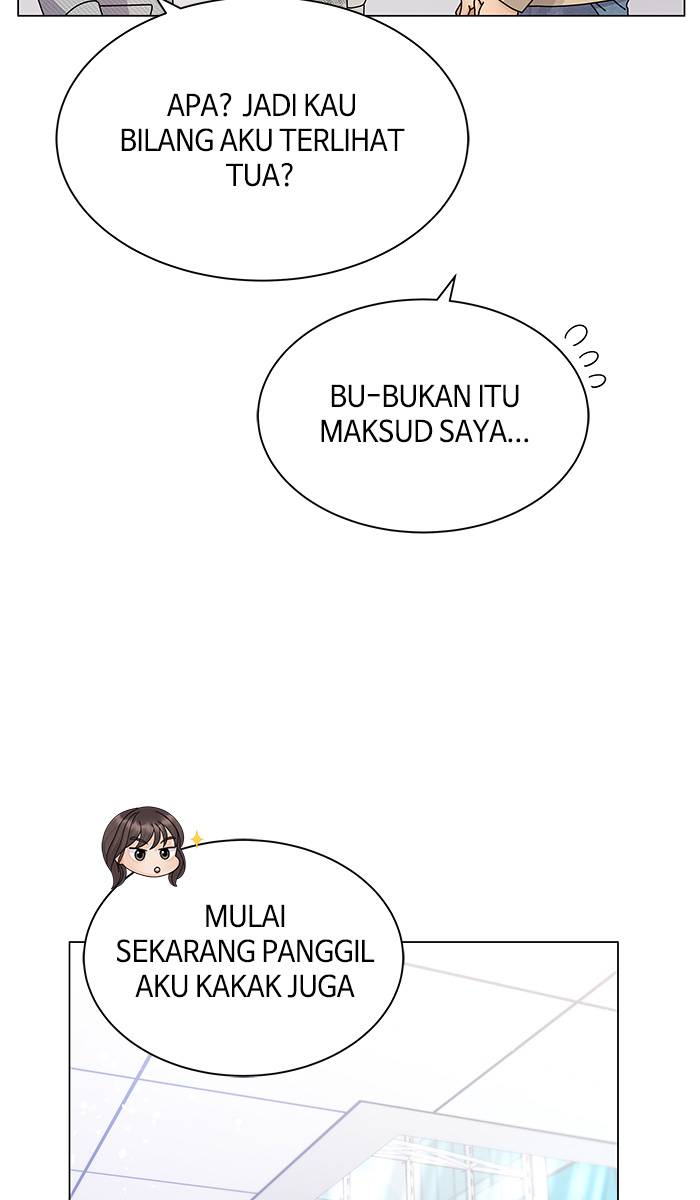 APA? JADI KAU
BILANG AKU TERLIHAT
TUA?
BU-BUKAN ITU
MAKSUD SAYA...
MULAI
SEKARANG PANGGIL
AKU KAKAK JUGA